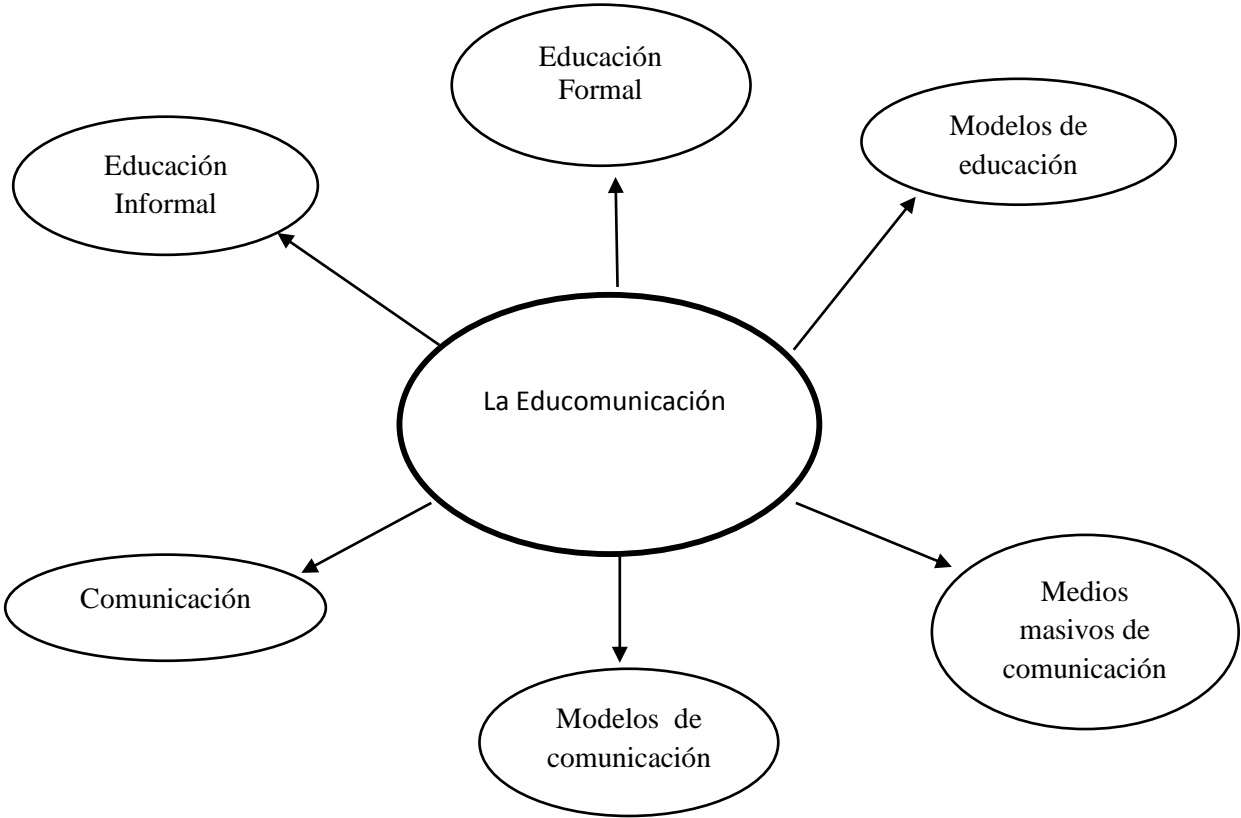 Educación
Formal
Modelos de
educación
Educación
Informal
La Educomunicación
Comunicación
Medios
masivos de
comunicación
Modelos  de
comunicación